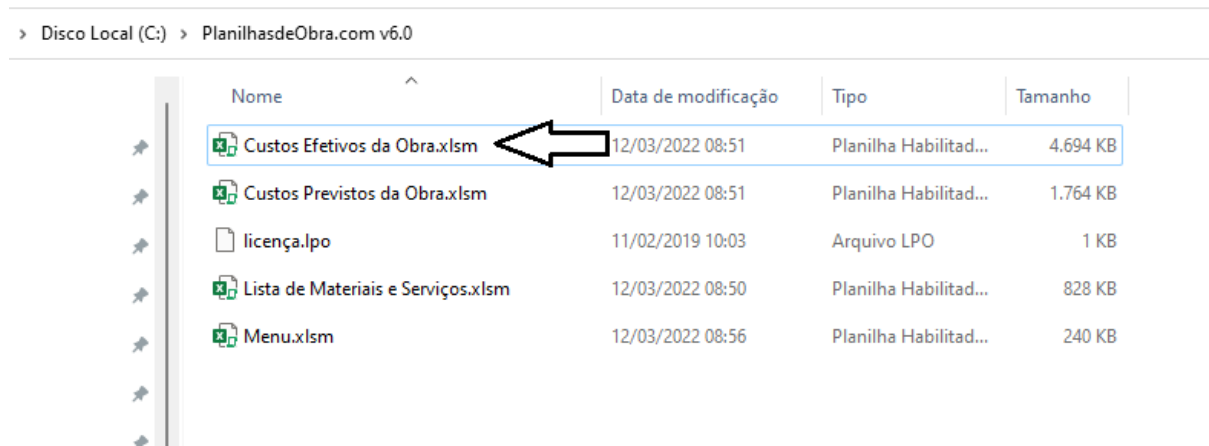 > Disco Local (C:) > PlanilhasdeObra.com v6.0
Nome Data de modificação Tipo Tamanho
Custos Efetivos da Obra.xlsm 12/03/2022 08:51 Planilha Habilitad... 4.694 KB
Custos Previstos da Obra.xlsm 12/03/2022 08:51 Planilha Habilitad... 1.764 KB
licença.lpo 11/02/2019 10:03 Arquivo LPO 1 KB
Lista de Materiais e Serviços.xlsm 12/03/2022 08:50 Planilha Habilitad... 828 KB
Menu.xlsm 12/03/2022 08:56 Planilha Habilitad... 240 KB